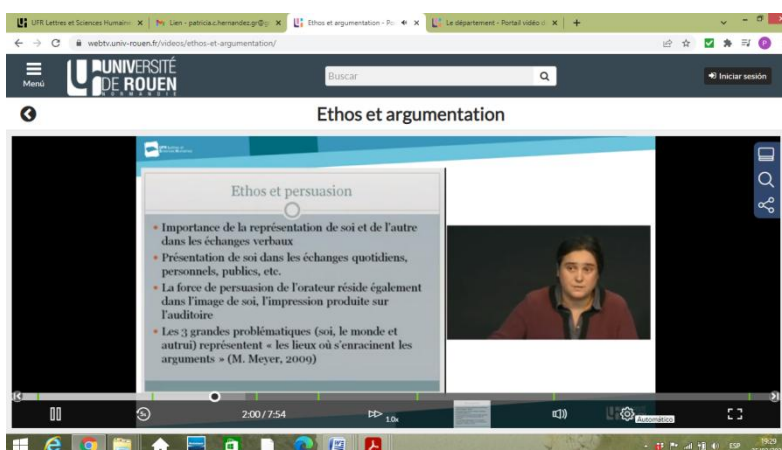 UFR Lettres et Sciences Humaine
Lien - patricia.c.hernandez.gr@g
Ethos et argumentation - Po
Le département - Portail vidéo d
webtv.univ-rouen.fr/videos/ethos-et-argumentation/
Menú
UNIVERSITÉ
DE ROUEN
NORMANDIE
Buscar
Iniciar sesión
Ethos et argumentation
Ethos et persuasion
• Importance de la représentation de soi et de l'autre
dans les échanges verbaux
• Présentation de soi dans les échanges quotidiens,
personnels, publics, etc.
• La force de persuasion de l'orateur réside également
dans l'image de soi, l'impression produite sur
l'auditoire
• Les 3 grandes problématiques (soi, le monde et
autrui) représentent « les lieux où s'enracinent les
arguments » (M. Meyer, 2009)
2:00 / 7:54
1.0x
Automático
ESP
19:29